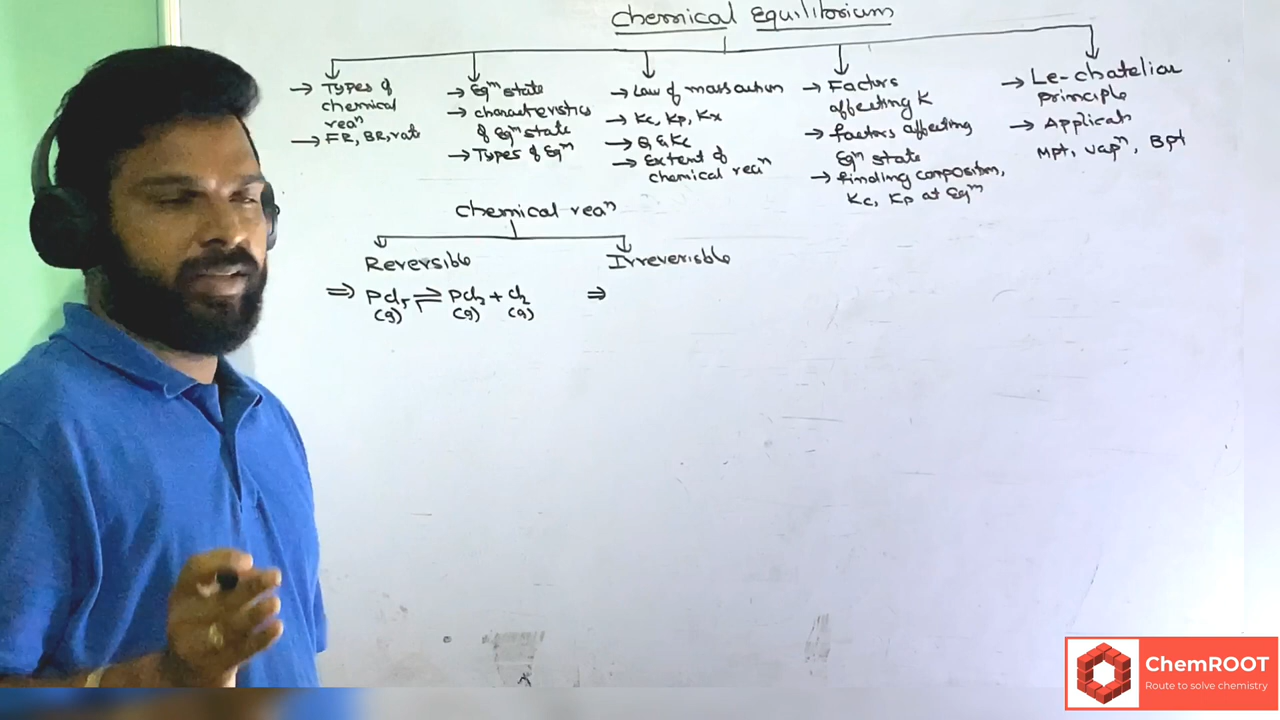 Chemical Equilibrium
→ Types of
chemical
reaⁿ
→ FR, BR, rate
→ Eqᵐ state
→ characteristics
of Eqᵐ state
→ Types of Eqᵐ
→ Law of mass action
→ Kc, Kp, Kx
→ Q & Kc
→ Extent of
chemical reaⁿ
→ Factors
affecting K
→ factors affecting
Eqᵐ state
→ finding composition,
Kc, Kp at Eqᵐ
→ Le-chatelier
principle
→ Applicatⁿ
Mpt, vapⁿ, Bpt
Chemical reaⁿ
Reversible
Irreverisble
⇒ PCl₅ ⇌ PCl₃ + Cl₂
(g) (g) (g)
⇒
ChemROOT
Route to solve chemistry